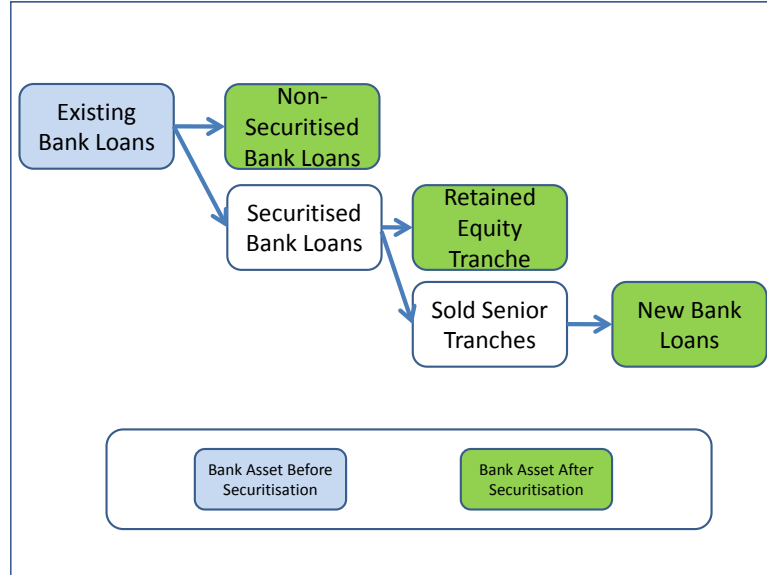 Existing
Bank Loans
Non-
Securitised
Bank Loans
Securitised
Bank Loans
Retained
Equity
Tranche
Sold Senior
Tranches
New Bank
Loans
Bank Asset Before
Securitisation
Bank Asset After
Securitisation